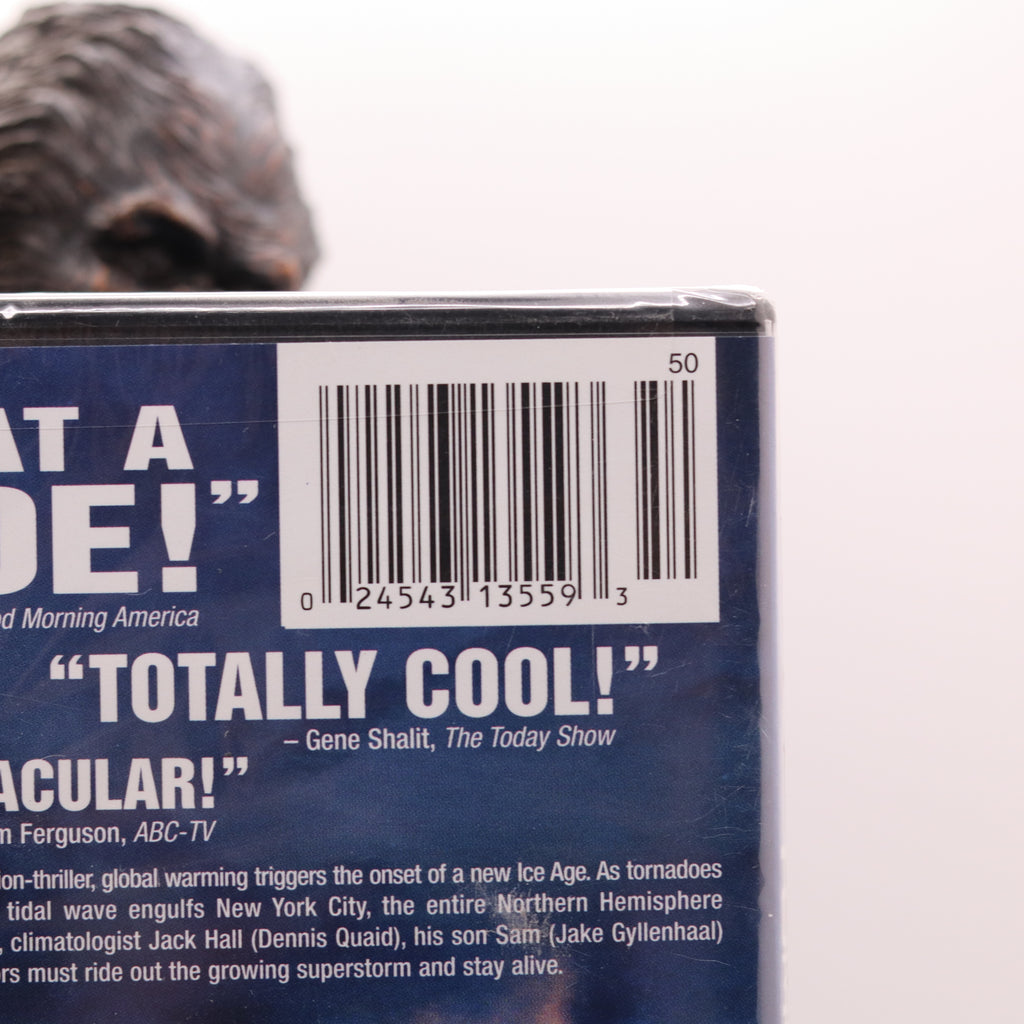 50
0 24543 13559 3
AT A
DE!”
d Morning America
“TOTALLY COOL!”
– Gene Shalit, The Today Show
ACULAR!”
m Ferguson, ABC-TV
ion-thriller, global warming triggers the onset of a new Ice Age. As tornadoes
tidal wave engulfs New York City, the entire Northern Hemisphere
, climatologist Jack Hall (Dennis Quaid), his son Sam (Jake Gyllenhaal)
rs must ride out the growing superstorm and stay alive.